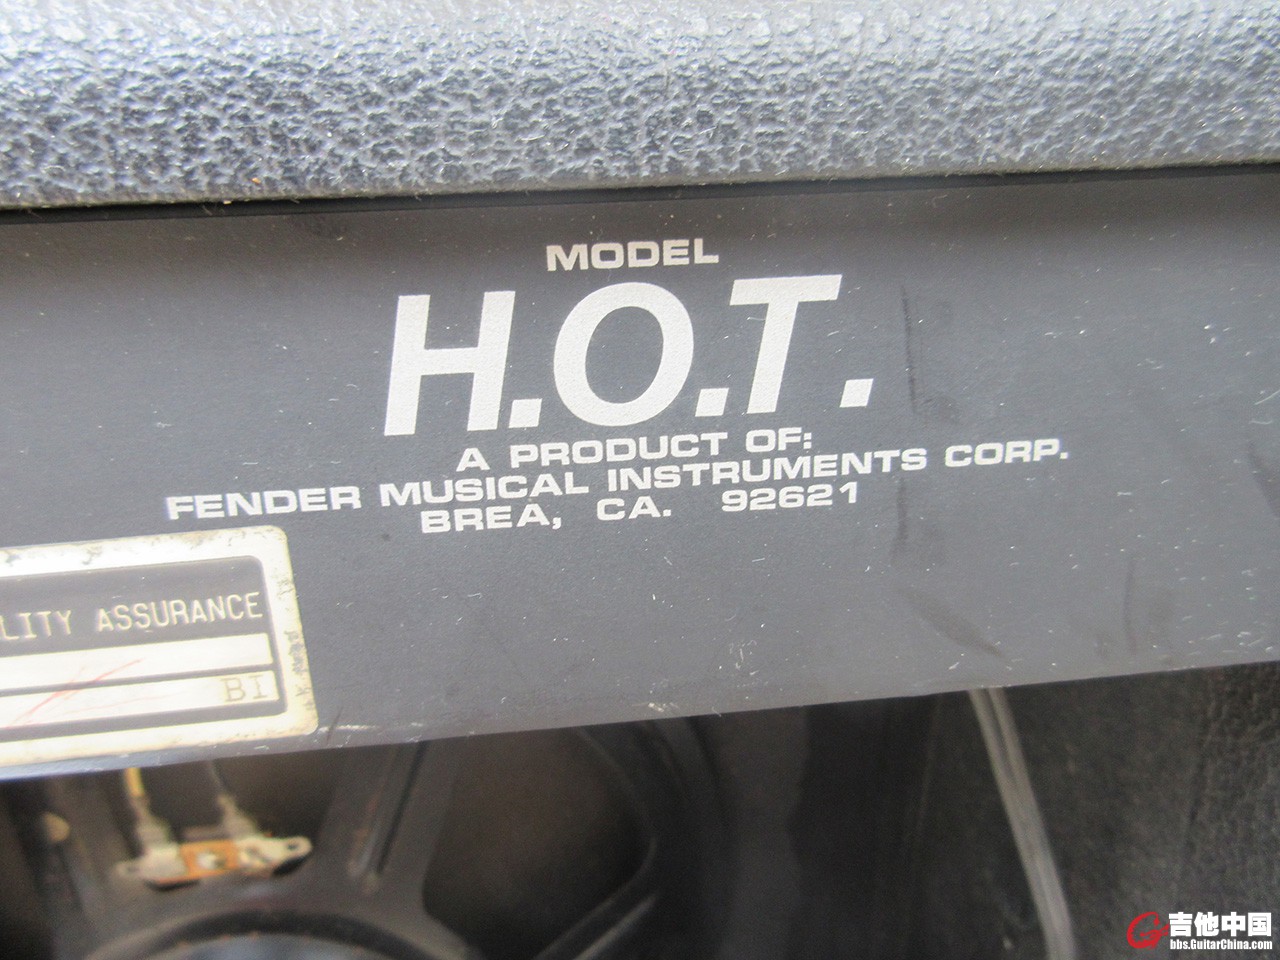 MODEL
H.O.T.
A PRODUCT OF:
FENDER MUSICAL INSTRUMENTS CORP.
BREA, CA. 92621
LITY ASSURANCE
BI
吉他中国
bbs.GuitarChina.com